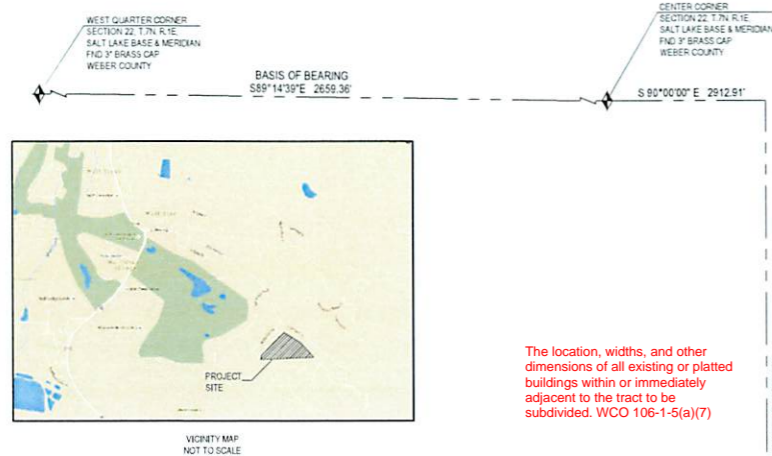 WEST QUARTER CORNER
SECTION 22, T.7N. R.1E,
SALT LAKE BASE & MERIDIAN
FND 3" BRASS CAP
WEBER COUNTY
CENTER CORNER
SECTION 22, T.7N. R.1E,
SALT LAKE BASE & MERIDIAN
FND 3" BRASS CAP
WEBER COUNTY
BASIS OF BEARING
S89°14'39"E 2659.36'
S 90°00'00" E 2912.91'
PROJECT
SITE
The location, widths, and other
dimensions of all existing or platted
buildings within or immediately
adjacent to the tract to be
subdivided. WCO 106-1-5(a)(7)
VICINITY MAP
NOT TO SCALE